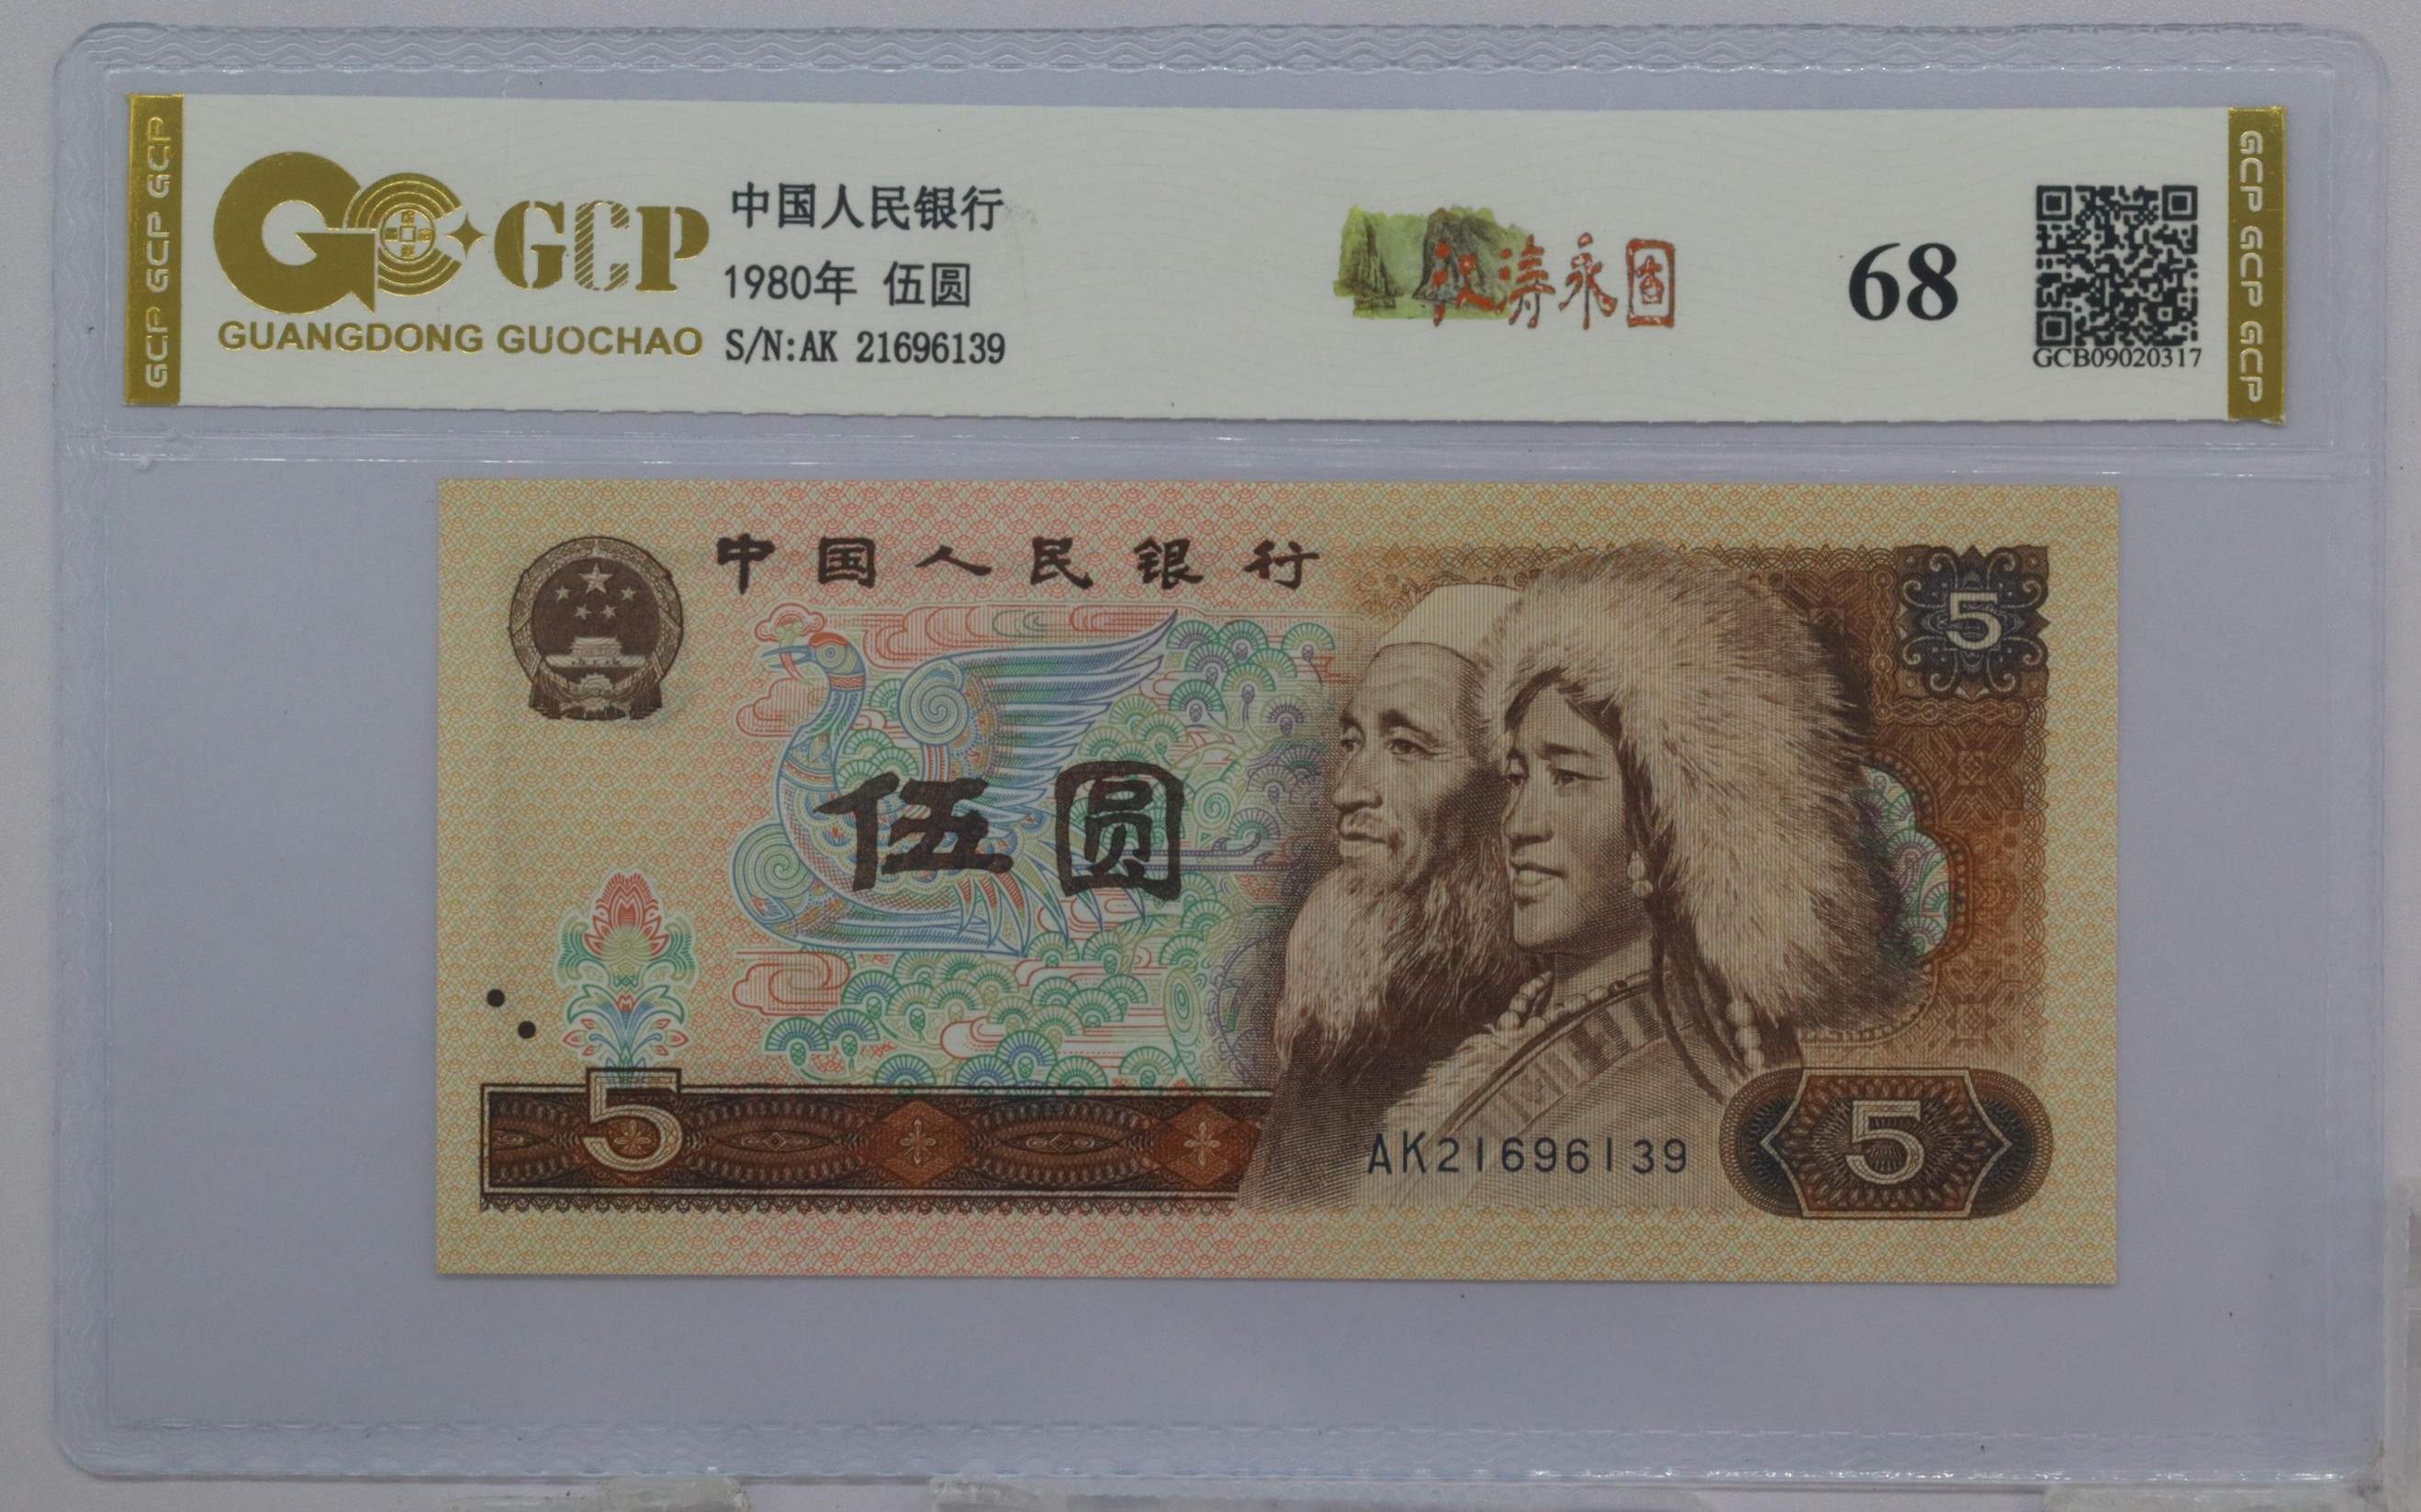 GCP GCP GCP
GCP
GUANGDONG GUOCHAO
中国人民银行
1980年 伍圆
S/N:AK 21696139
永固
68
GCB09020317
GCP GCP GCP
中国人民银行
5
伍圆
5
AK21696139
5